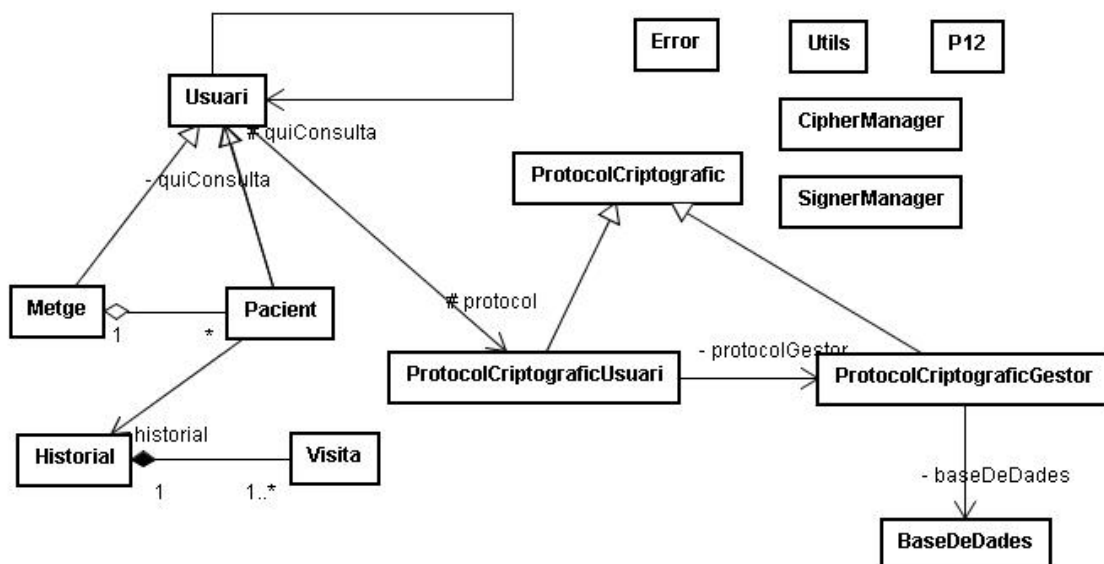 Error
Utils
P12
Usuari
CipherManager
# quiConsulta
ProtocolCriptografic
- quiConsulta
SignerManager
Metge
Pacient
# protocol
1
*
- protocolGestor
ProtocolCriptograficUsuari
ProtocolCriptograficGestor
- historial
Historial
Visita
1
1..*
- baseDeDades
BaseDeDades